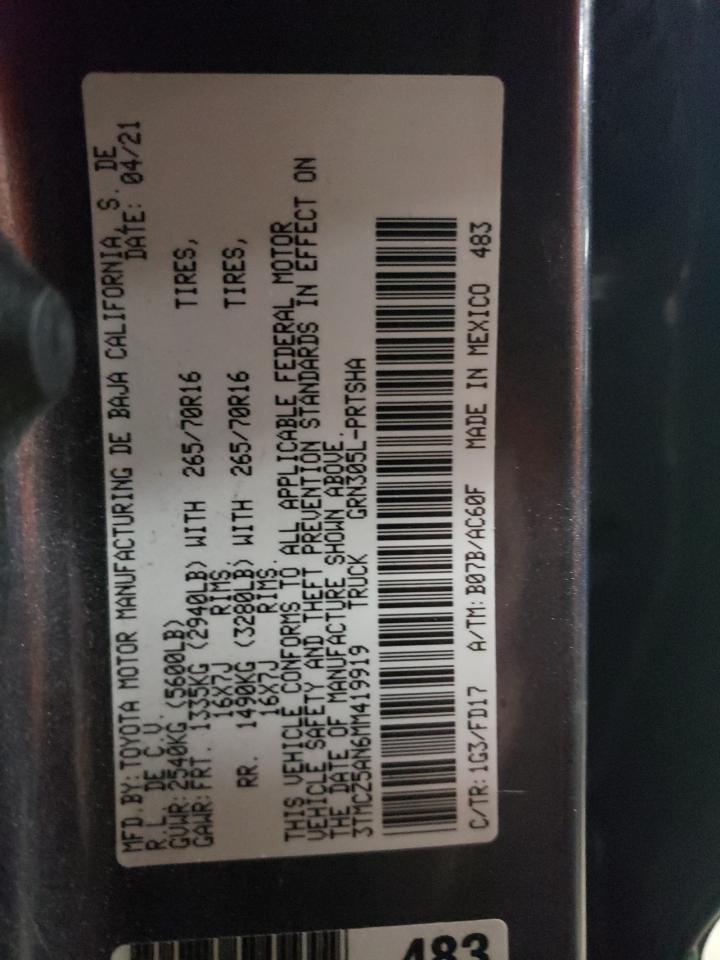 MFD.BY:TOYOTA MOTOR MANUFACTURING DE BAJA CALIFORNIA, S. DE
R.L. DE C.V. DATE: 04/21
GVWR:2540KG (5600LB)
GAWR:FRT. 1335KG (2940LB) WITH 265/70R16 TIRES,
16X7J RIMS
RR. 1490KG (3280LB) WITH 265/70R16 TIRES,
16X7J RIMS.
THIS VEHICLE CONFORMS TO ALL APPLICABLE FEDERAL MOTOR
VEHICLE SAFETY AND THEFT PREVENTION STANDARDS IN EFFECT ON
THE DATE OF MANUFACTURE SHOWN ABOVE.
3TMCZ5AN6MM419919 TRUCK GRN305L-PRTSHA
C/TR:1G3/FD17 A/TM:B07B/AC60F MADE IN MEXICO 483
483